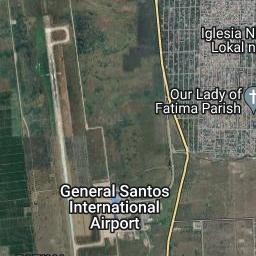 Iglesia N
Lokal n
Our Lady of
Fatima Parish
General Santos
International
Airport